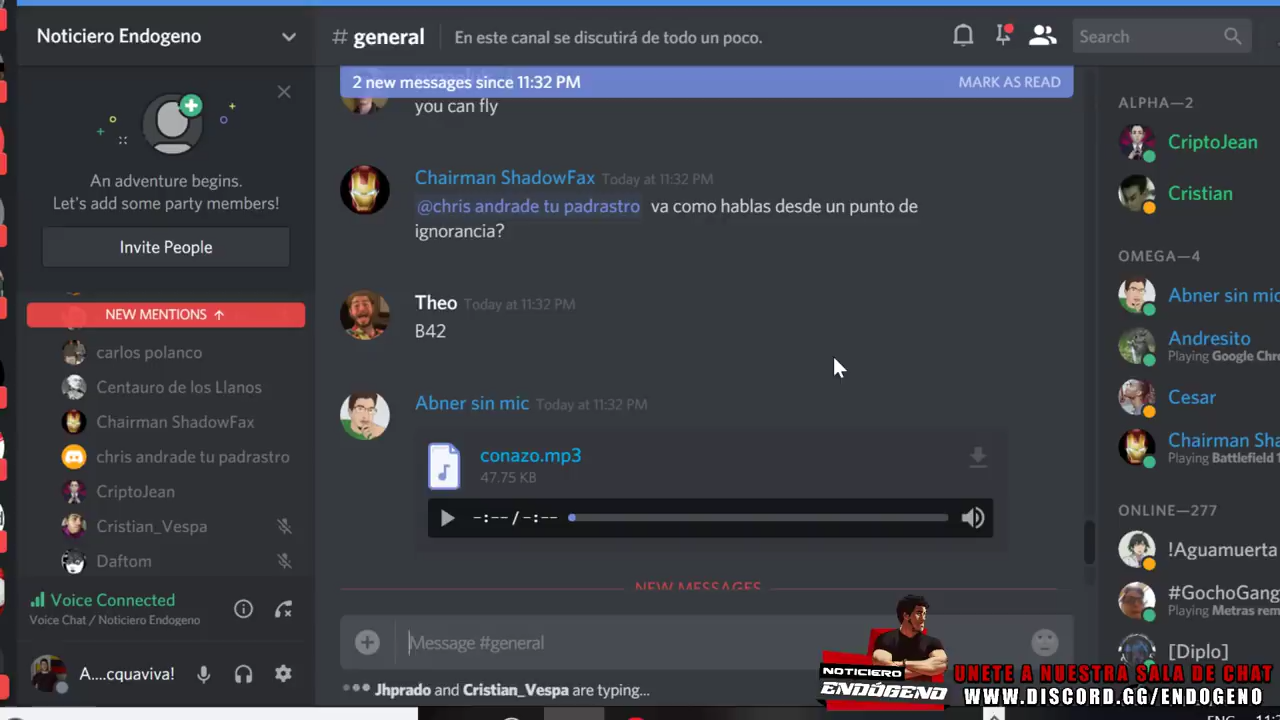 Noticiero Endogeno
# general
En este canal se discutirá de todo un poco.
Search
2 new messages since 11:32 PM
MARK AS READ
you can fly
An adventure begins.
Let's add some party members!
Invite People
NEW MENTIONS ↑
carlos polanco
Centauro de los Llanos
Chairman ShadowFax
chris andrade tu padrastro
CriptoJean
Cristian_Vespa
Daftom
Voice Connected
Voice Chat / Noticiero Endogeno
A....cquaviva!
Chairman ShadowFax Today at 11:32 PM
@chris andrade tu padrastro va como hablas desde un punto de
ignorancia?
Theo Today at 11:32 PM
B42
Abner sin mic Today at 11:32 PM
conazo.mp3
47.75 KB
-:-- / -:--
NEW MESSAGES
Message #general
Jhprado and Cristian_Vespa are typing...
ALPHA—2
CriptoJean
Cristian
OMEGA—4
Abner sin mic
Andresito
Playing Google Chro
Cesar
Chairman Sha
Playing Battlefield 1
ONLINE—277
!Aguamuerta
#GochoGang
Playing Metras rem
[Diplo]
NOTICIERO
ENDÓGENO
UNETE A NUESTRA SALA DE CHAT
WWW.DISCORD.GG/ENDOGENO